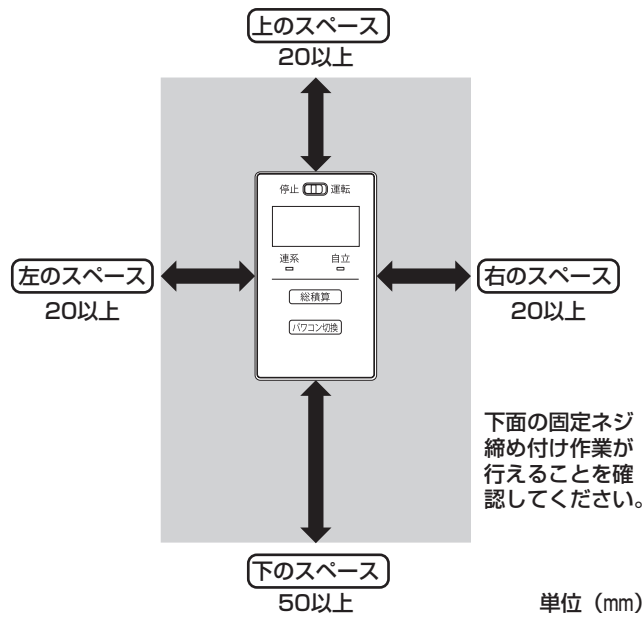 上のスペース
20以上
停止 運転
連系 自立
総積算
パワコン切換
左のスペース
20以上
右のスペース
20以上
下面の固定ネジ
締め付け作業が
行えることを確
認してください。
下のスペース
50以上
単位（mm）